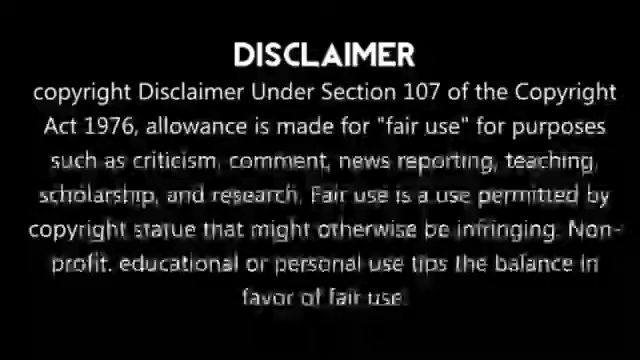 DISCLAIMER
copyright Disclaimer Under Section 107 of the Copyright
Act 1976, allowance is made for "fair use" for purposes
such as criticism, comment, news reporting, teaching,
scholarship, and research. Fair use is a use permitted by
copyright statue that might otherwise be infringing. Non-
profit. educational or personal use tips the balance in
favor of fair use.